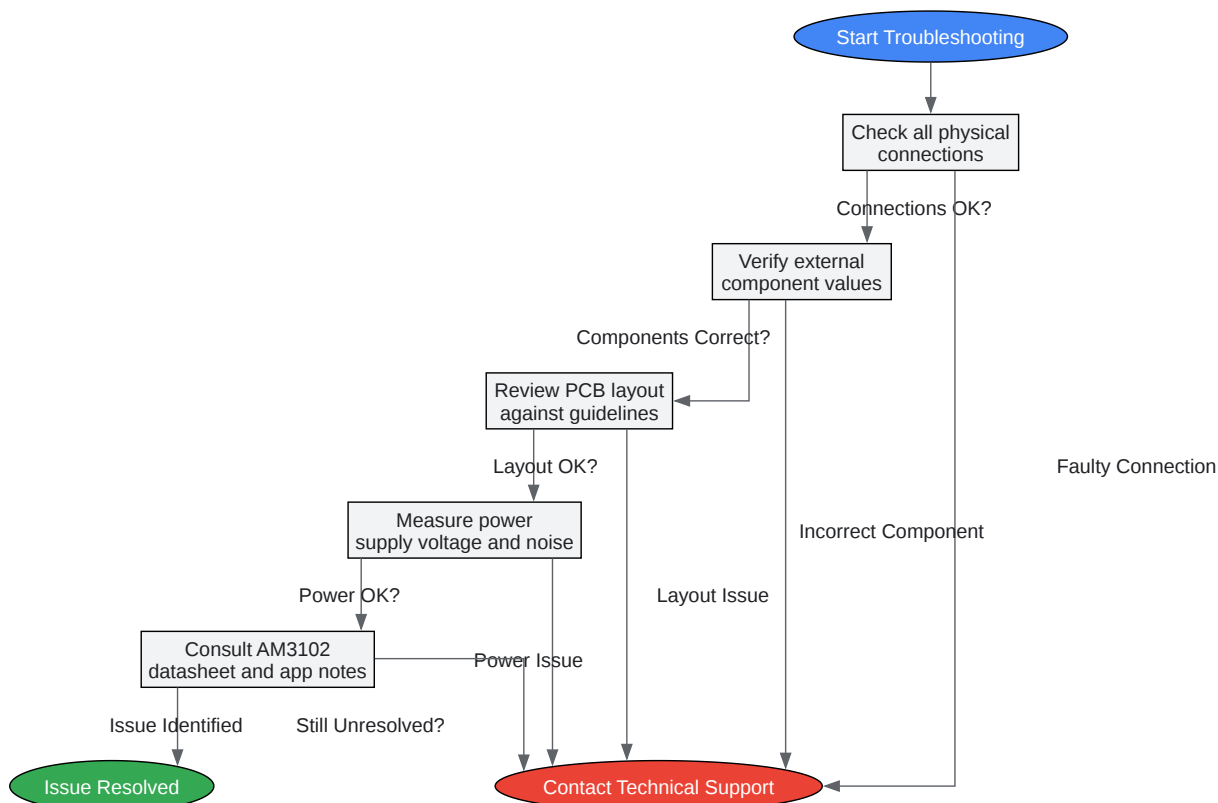 Start Troubleshooting
Check all physical
connections
Connections OK?
Verify external
component values
Components Correct?
Review PCB layout
against guidelines
Layout OK?
Faulty Connection
Measure power
supply voltage and noise
Incorrect Component
Power OK?
Layout Issue
Consult AM3102
datasheet and app notes
Power Issue
Issue Identified
Still Unresolved?
Issue Resolved
Contact Technical Support